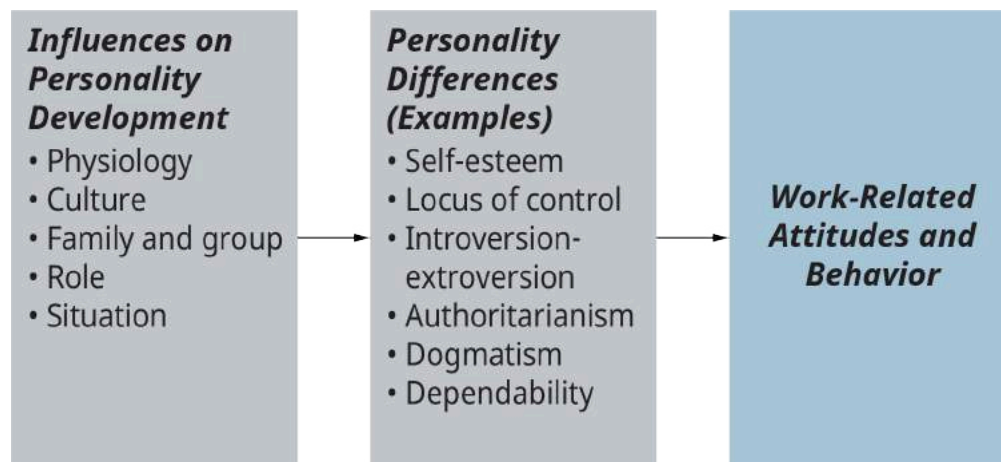 Influences on
Personality
Development
• Physiology
• Culture
• Family and group
• Role
• Situation
Personality
Differences
(Examples)
• Self-esteem
• Locus of control
• Introversion-
extroversion
• Authoritarianism
• Dogmatism
• Dependability
Work-Related
Attitudes and
Behavior